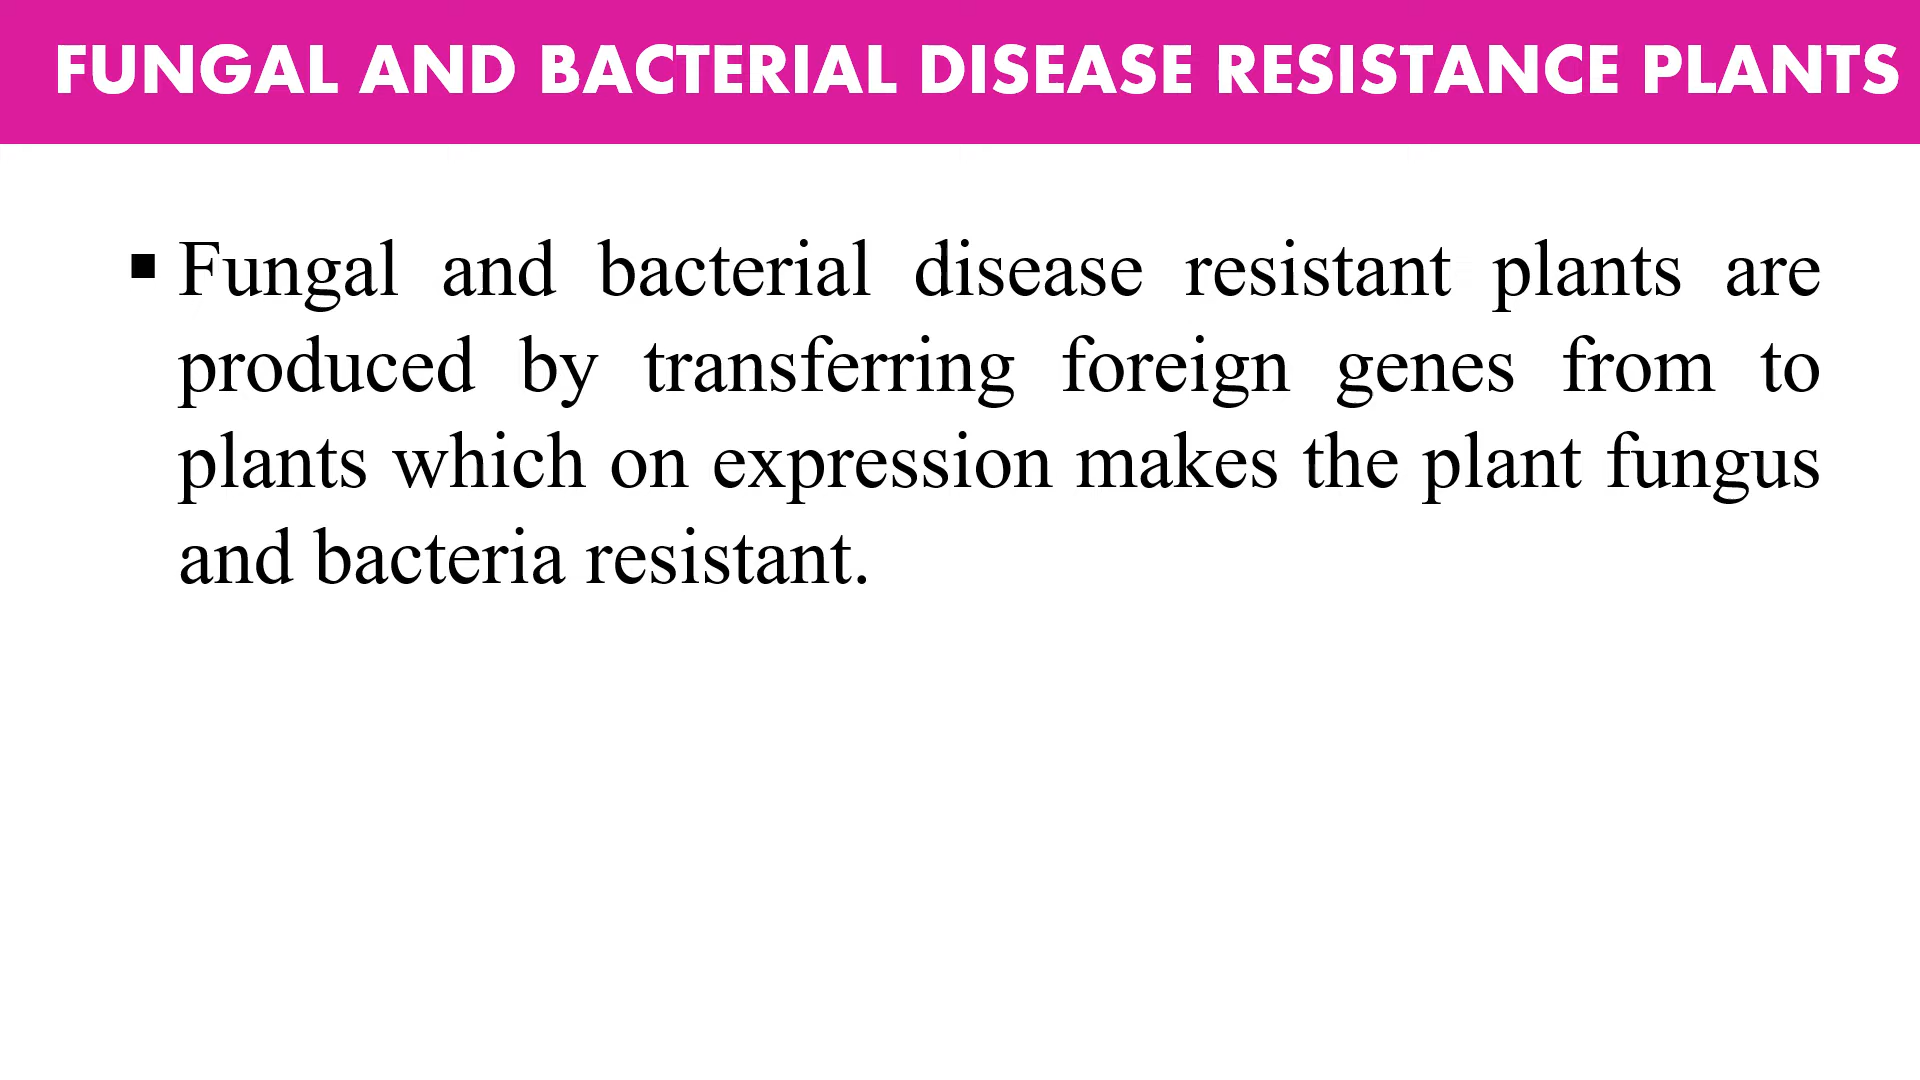 FUNGAL AND BACTERIAL DISEASE RESISTANCE PLANTS
▪ Fungal and bacterial disease resistant plants are
produced by transferring foreign genes from to
plants which on expression makes the plant fungus
and bacteria resistant.